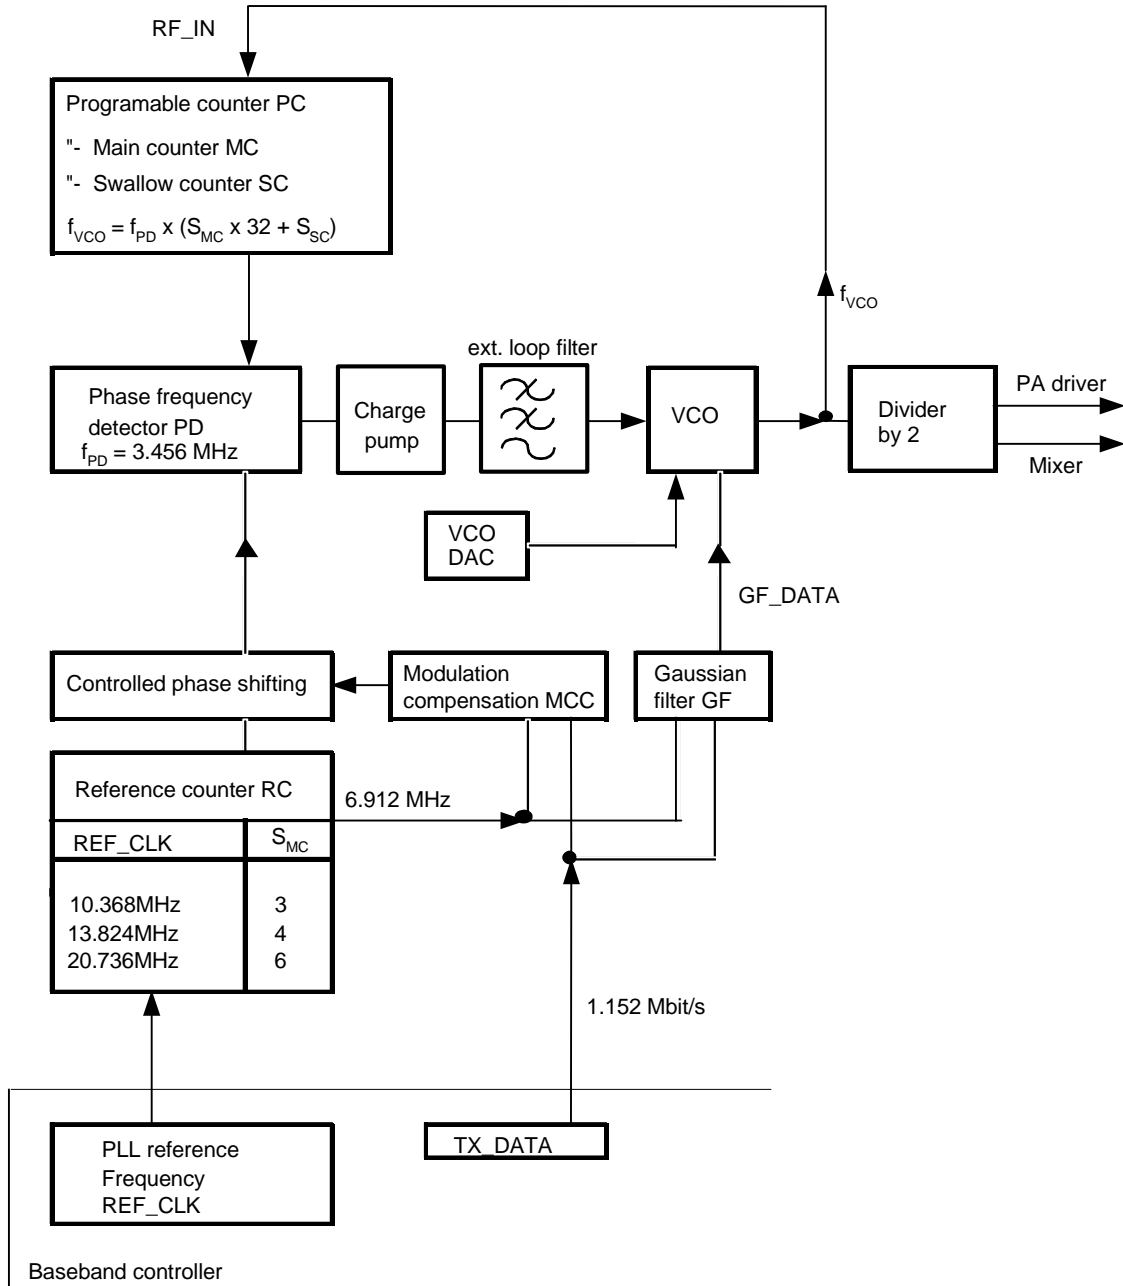 RF_IN
Programable counter PC
"- Main counter MC
"- Swallow counter SC
fVCO = fPD x (SMC x 32 + SSC)
fVCO
ext. loop filter
Phase frequency
detector PD
fPD = 3.456 MHz
Charge
pump
VCO
Divider
by 2
PA driver
Mixer
VCO
DAC
GF_DATA
Controlled phase shifting
Modulation
compensation MCC
Gaussian
filter GF
Reference counter RC
6.912 MHz
REF_CLK SMC
10.368MHz 3
13.824MHz 4
20.736MHz 6
1.152 Mbit/s
PLL reference
Frequency
REF_CLK
TX_DATA
Baseband controller